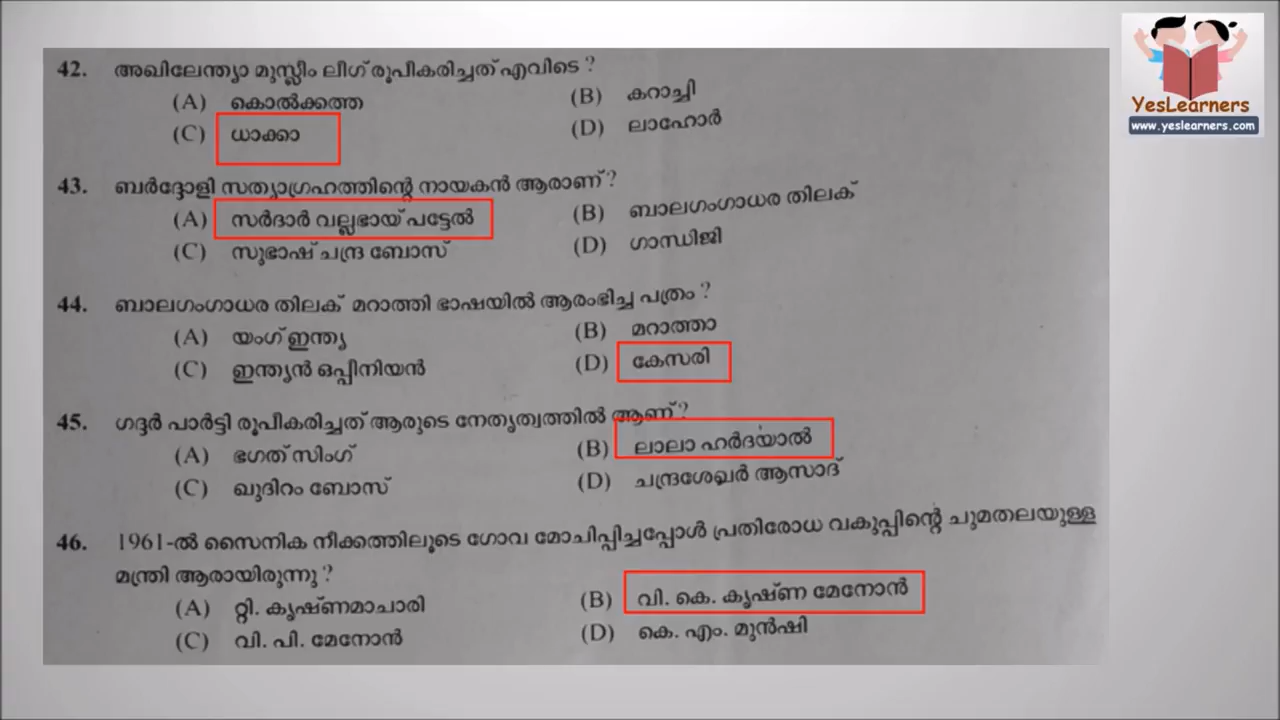 YesLearners
www.yeslearners.com
42. അഖിലേന്ത്യാ മുസ്ലീം ലീഗ് രൂപീകരിച്ചത് എവിടെ ?
(A) കൊൽക്കത്ത (B) കറാച്ചി
(C) ധാക്കാ (D) ലാഹോർ
43. ബർദ്ദോളി സത്യാഗ്രഹത്തിന്റെ നായകൻ ആരാണ് ?
(A) സർദാർ വല്ലഭായ് പട്ടേൽ (B) ബാലഗംഗാധര തിലക്
(C) സുഭാഷ് ചന്ദ്ര ബോസ് (D) ഗാന്ധിജി
44. ബാലഗംഗാധര തിലക് മറാത്തി ഭാഷയിൽ ആരംഭിച്ച പത്രം ?
(A) യംഗ് ഇന്ത്യ (B) മറാത്താ
(C) ഇന്ത്യൻ ഒപ്പീനിയൻ (D) കേസരി
45. ഗദ്ദർ പാർട്ടി രൂപീകരിച്ചത് ആരുടെ നേതൃത്വത്തിൽ ആണ് ?
(A) ഭഗത് സിംഗ് (B) ലാലാ ഹർദയാൽ
(C) ഖുദിറം ബോസ് (D) ചന്ദ്രശേഖർ ആസാദ്
46. 1961-ൽ സൈനിക നീക്കത്തിലൂടെ ഗോവ മോചിപ്പിച്ചപ്പോൾ പ്രതിരോധ വകുപ്പിന്റെ ചുമതലയുള്ള
മന്ത്രി ആരായിരുന്നു ?
(A) റ്റി. കൃഷ്ണമാചാരി (B) വി. കെ. കൃഷ്ണ മേനോൻ
(C) വി. പി. മേനോൻ (D) കെ. എം. മുൻഷി